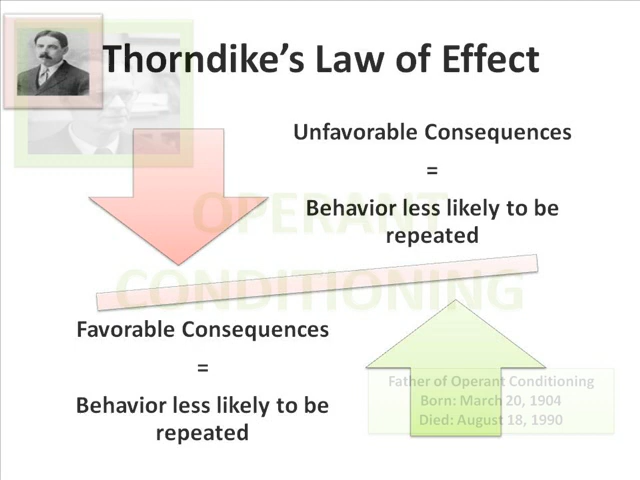 Thorndike's Law of Effect
Unfavorable Consequences
=
Behavior less likely to be
repeated
OPERANT
CONDITIONING
Favorable Consequences
=
Behavior less likely to be
repeated
Father of Operant Conditioning
Born: March 20, 1904
Died: August 18, 1990